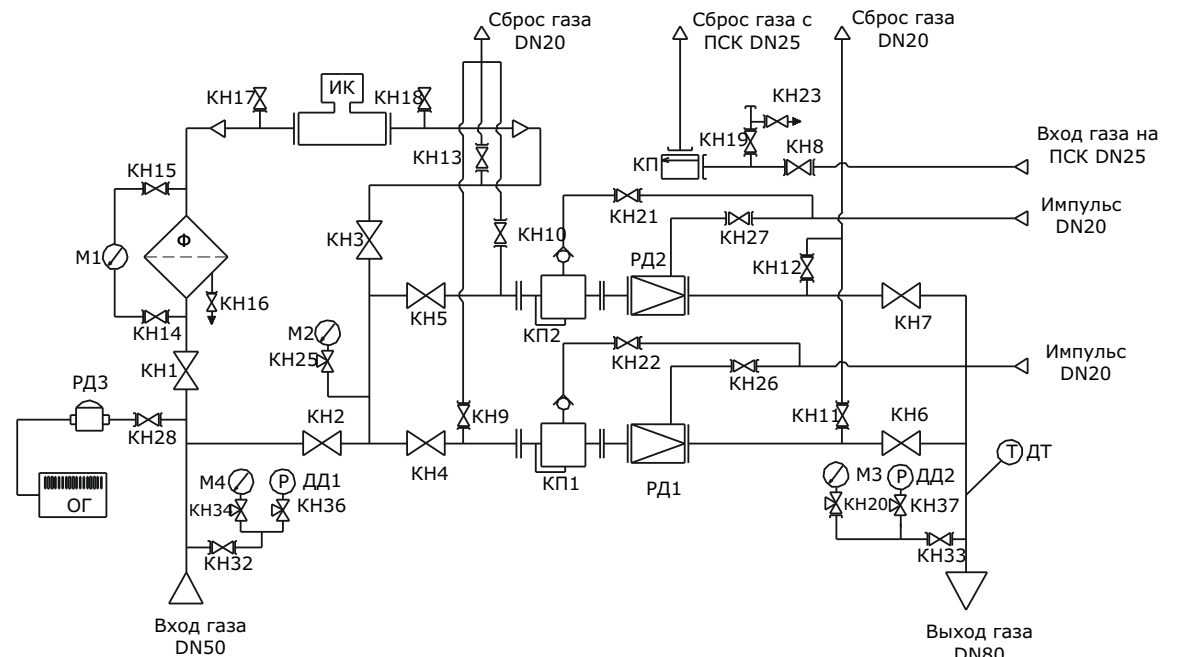 Сброс газа
DN20
Сброс газа с
ПСК DN25
Сброс газа
DN20
ИК
КН17
КН18
КН23
КН19
КН8
Вход газа на
ПСК DN25
КН13
КП
КН15
КН21
Импульс
DN20
КН27
М1
Ф
КН3
КН10
РД2
КН12
КН16
КН14
КН5
КП2
КН7
М2
КН25
КН22
Импульс
DN20
КН26
КН1
РД3
КН28
КН2
КН9
КН11
КН6
КН4
КП1
РД1
Т
ДТ
ОГ
М4
Р
ДД1
КН34
КН36
М3
Р
ДД2
КН20
КН37
КН32
КН33
Вход газа
DN50
Выход газа
DN80